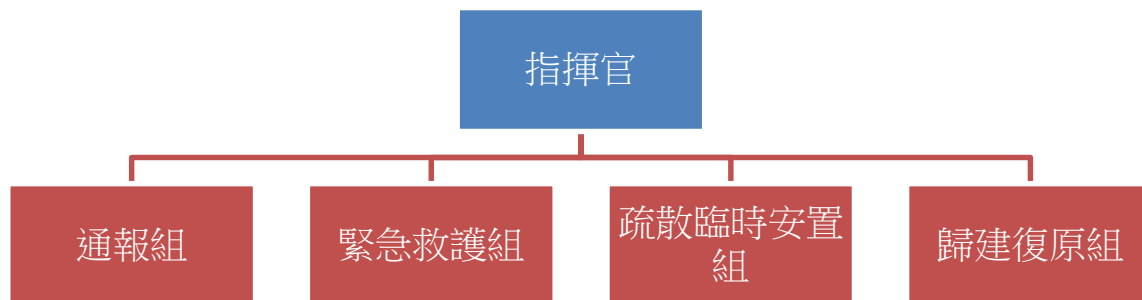 指揮官
通報組
緊急救護組
疏散臨時安置
組
歸建復原組